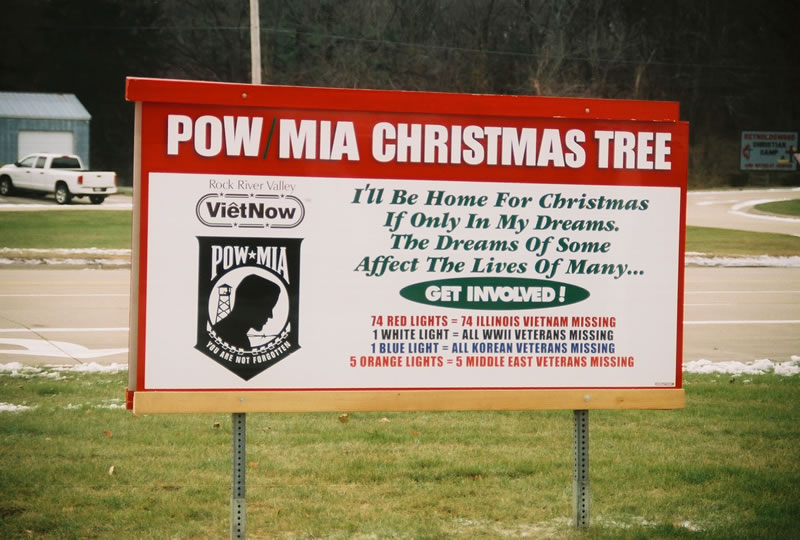 POW/MIA CHRISTMAS TREE
Rock River Valley
ViêtNow
POW★MIA
YOU ARE NOT FORGOTTEN
I'll Be Home For Christmas
If Only In My Dreams.
The Dreams Of Some
Affect The Lives Of Many...
GET INVOLVED!
74 RED LIGHTS = 74 ILLINOIS VIETNAM MISSING
1 WHITE LIGHT = ALL WWII VETERANS MISSING
1 BLUE LIGHT = ALL KOREAN VETERANS MISSING
5 ORANGE LIGHTS = 5 MIDDLE EAST VETERANS MISSING
REYNOLDSWOOD
CHRISTIAN
CAMP